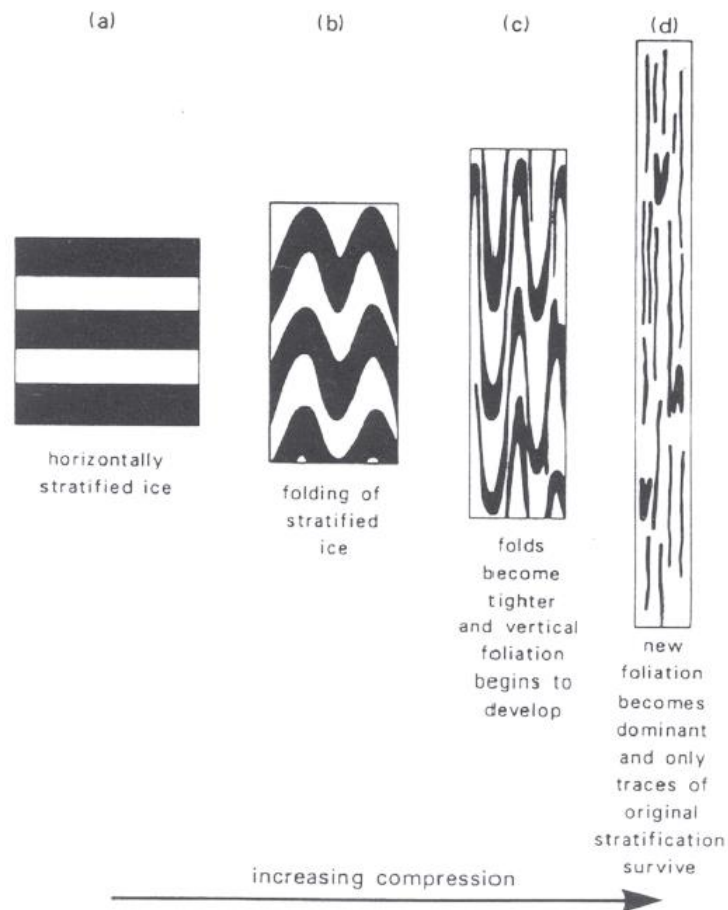 (a)
(b)
(c)
(d)
horizontally
stratified ice
folding of
stratified
ice
folds
become
tighter
and vertical
foliation
begins to
develop
new
foliation
becomes
dominant
and only
traces of
original
stratification
survive
increasing compression